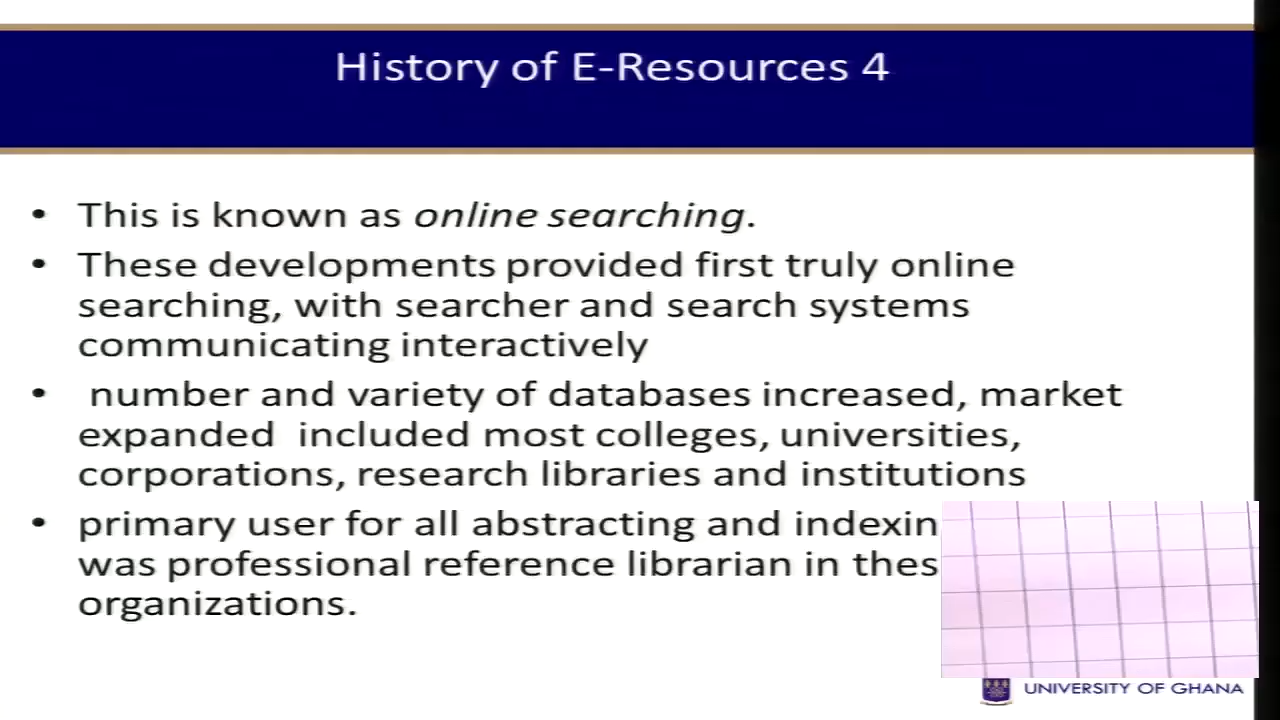 History of E-Resources 4
• This is known as online searching.
• These developments provided first truly online
searching, with searcher and search systems
communicating interactively
• number and variety of databases increased, market
expanded included most colleges, universities,
corporations, research libraries and institutions
• primary user for all abstracting and
was professional reference librarian in
organizations.
UNIVERSITY OF GHANA